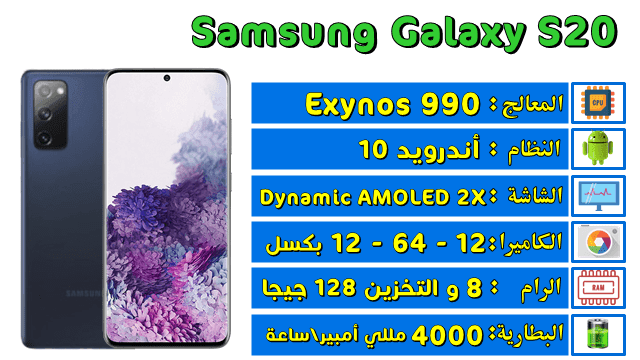 Samsung Galaxy S20
المعالج : Exynos 990
CPU
النظام : أندرويد 10
الشاشة : Dynamic AMOLED 2X
الكاميرا: 12 - 64 - 12 بكسل
الرام : 8 و التخزين 128 جيجا
RAM
البطارية: 4000 مللي أمبير\ساعة
SAMSUNG